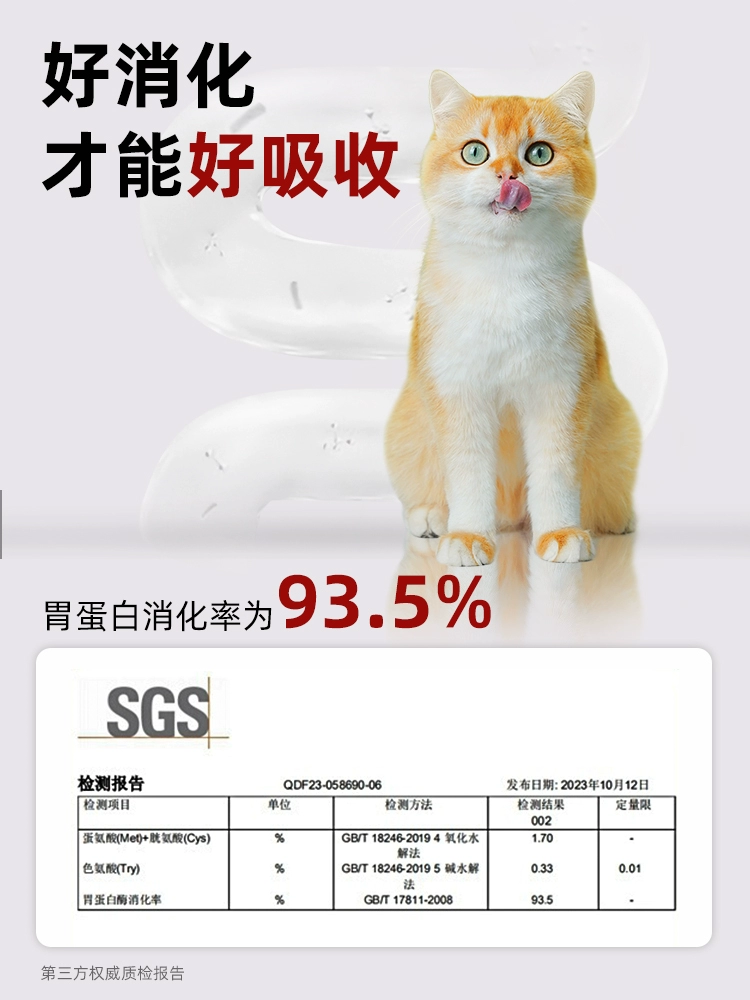 好消化
才能好吸收
胃蛋白消化率为93.5%
SGS
检测报告 QDF23-058690-06 发布日期: 2023年10月12日
检测项目 单位 检测方法 检测结果 定量限
002
蛋氨酸(Met)+胱氨酸(Cys) % GB/T 18246-2019 4 氧化水 1.70 -
解法
色氨酸(Try) % GB/T 18246-2019 5 碱水解 0.33 0.01
法
胃蛋白酶消化率 % GB/T 17811-2008 93.5 -
第三方权威质检报告